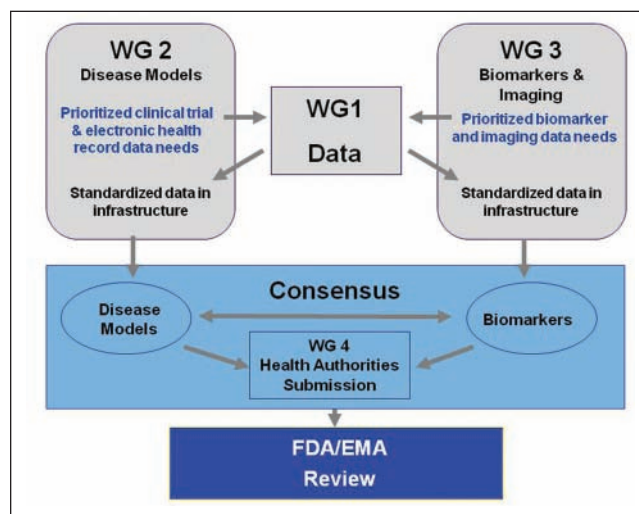 WG 2
Disease Models
Prioritized clinical trial
& electronic health
record data needs
Standardized data in
infrastructure
WG1
Data
WG 3
Biomarkers &
Imaging
Prioritized biomarker
and imaging data needs
Standardized data in
infrastructure
Consensus
Disease
Models
Biomarkers
WG 4
Health Authorities
Submission
FDA/EMA
Review